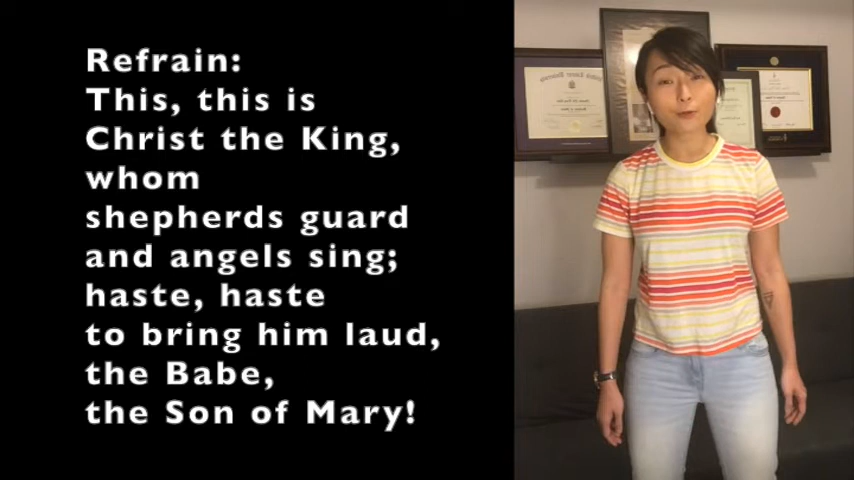 Refrain:
This, this is
Christ the King,
whom
shepherds guard
and angels sing;
haste, haste
to bring him laud,
the Babe,
the Son of Mary!